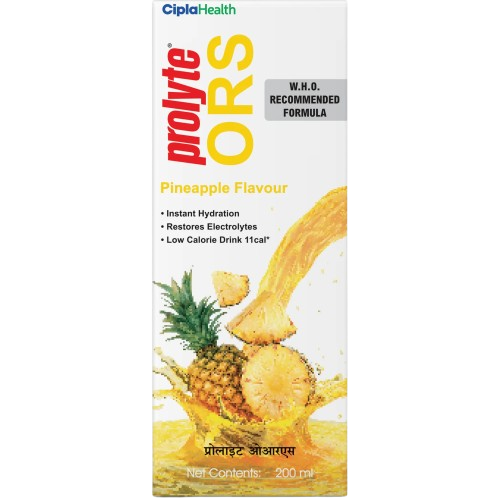 CiplaHealth
prolyte®
ORS
W.H.O.
RECOMMENDED
FORMULA
Pineapple Flavour
• Instant Hydration
• Restores Electrolytes
• Low Calorie Drink 11cal*
प्रोलाइट ओआरएस
Net Contents: 200 ml